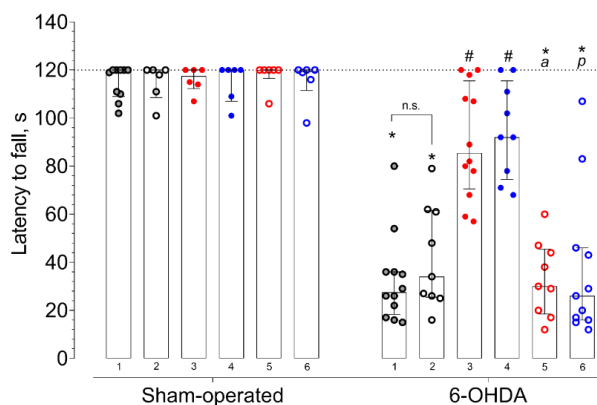 Latency to fall, s
140
120
100
80
60
40
20
0
n.s.
*
*
#
#
*
a
*
p
1 2 3 4 5 6 1 2 3 4 5 6
Sham-operated 6-OHDA